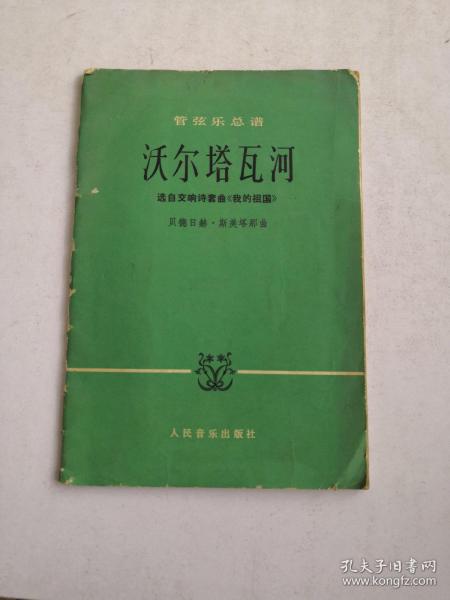 管弦乐总谱
沃尔塔瓦河
选自交响诗套曲《我的祖国》
贝德日赫·斯美塔那曲
人民音乐出版社
孔夫子旧书网
www.kongfz.com